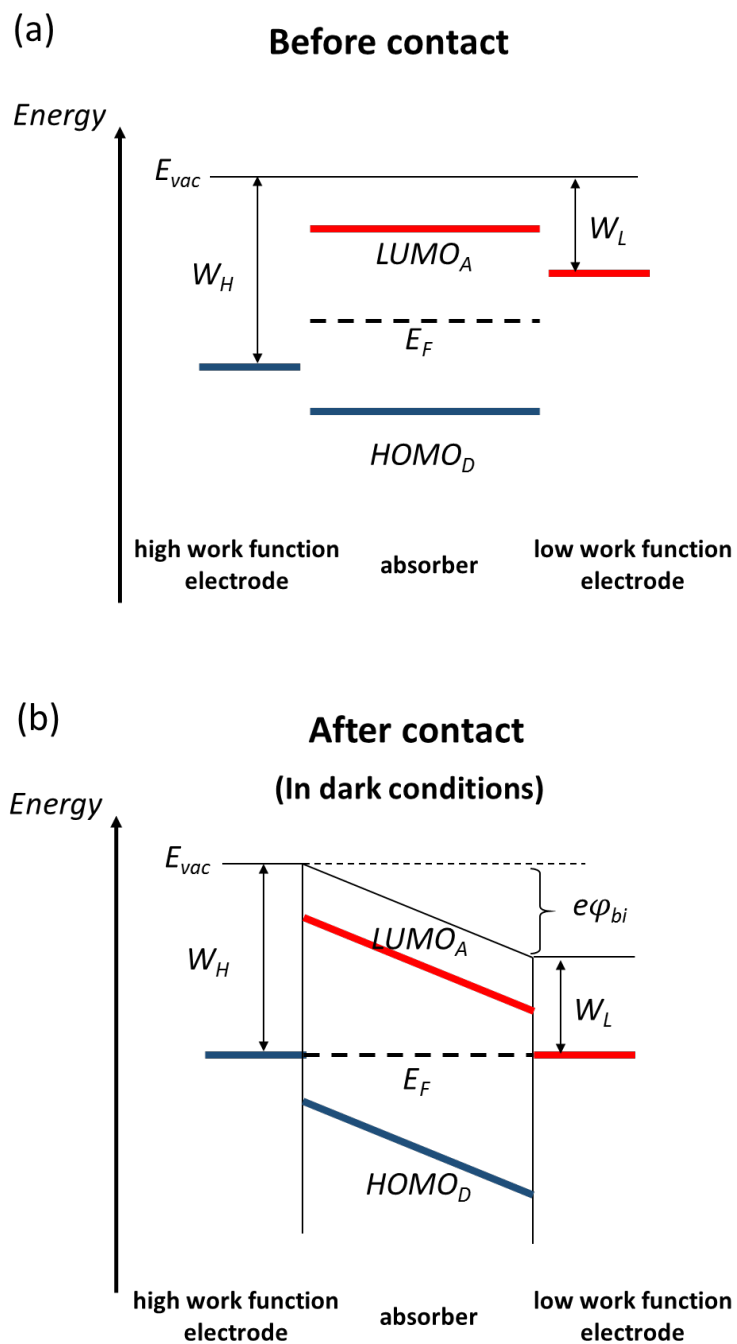 (a)
Before contact
Energy
E_vac
W_L
LUMO_A
W_H
E_F
HOMO_D
high work function
electrode
absorber
low work function
electrode
(b)
After contact
(In dark conditions)
Energy
E_vac
eφ_bi
LUMO_A
W_H
W_L
E_F
HOMO_D
high work function
electrode
absorber
low work function
electrode